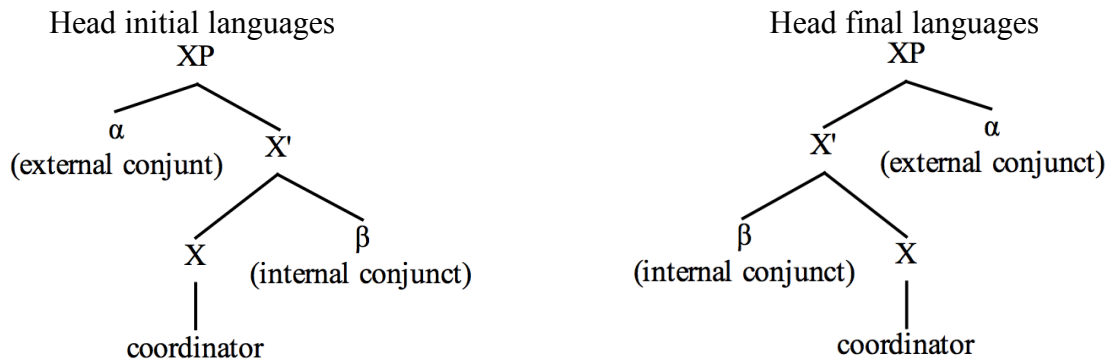 Head initial languages
XP
α
(external conjunt)
X'
X
β
(internal conjunct)
coordinator
Head final languages
XP
X'
α
(external conjunct)
β
(internal conjunct)
X
coordinator